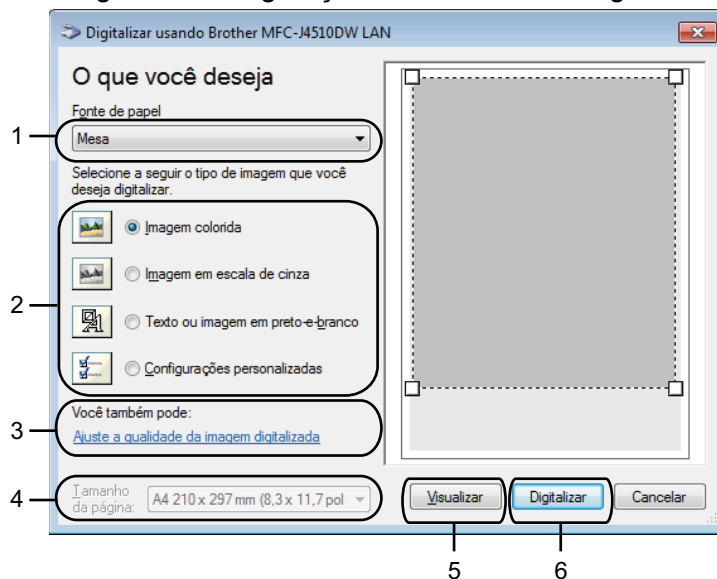 Digitalizar usando Brother MFC-J4510DW LAN
O que você deseja
Fonte de papel
1
Mesa
Selecione a seguir o tipo de imagem que você
deseja digitalizar.
Imagem colorida
Imagem em escala de cinza
2
Texto ou imagem em preto-e-branco
Configurações personalizadas
Você também pode:
3
Ajuste a qualidade da imagem digitalizada
4
Tamanho
da página:
A4 210 x 297 mm (8,3 x 11,7 pol
Visualizar
Digitalizar
Cancelar
5
6